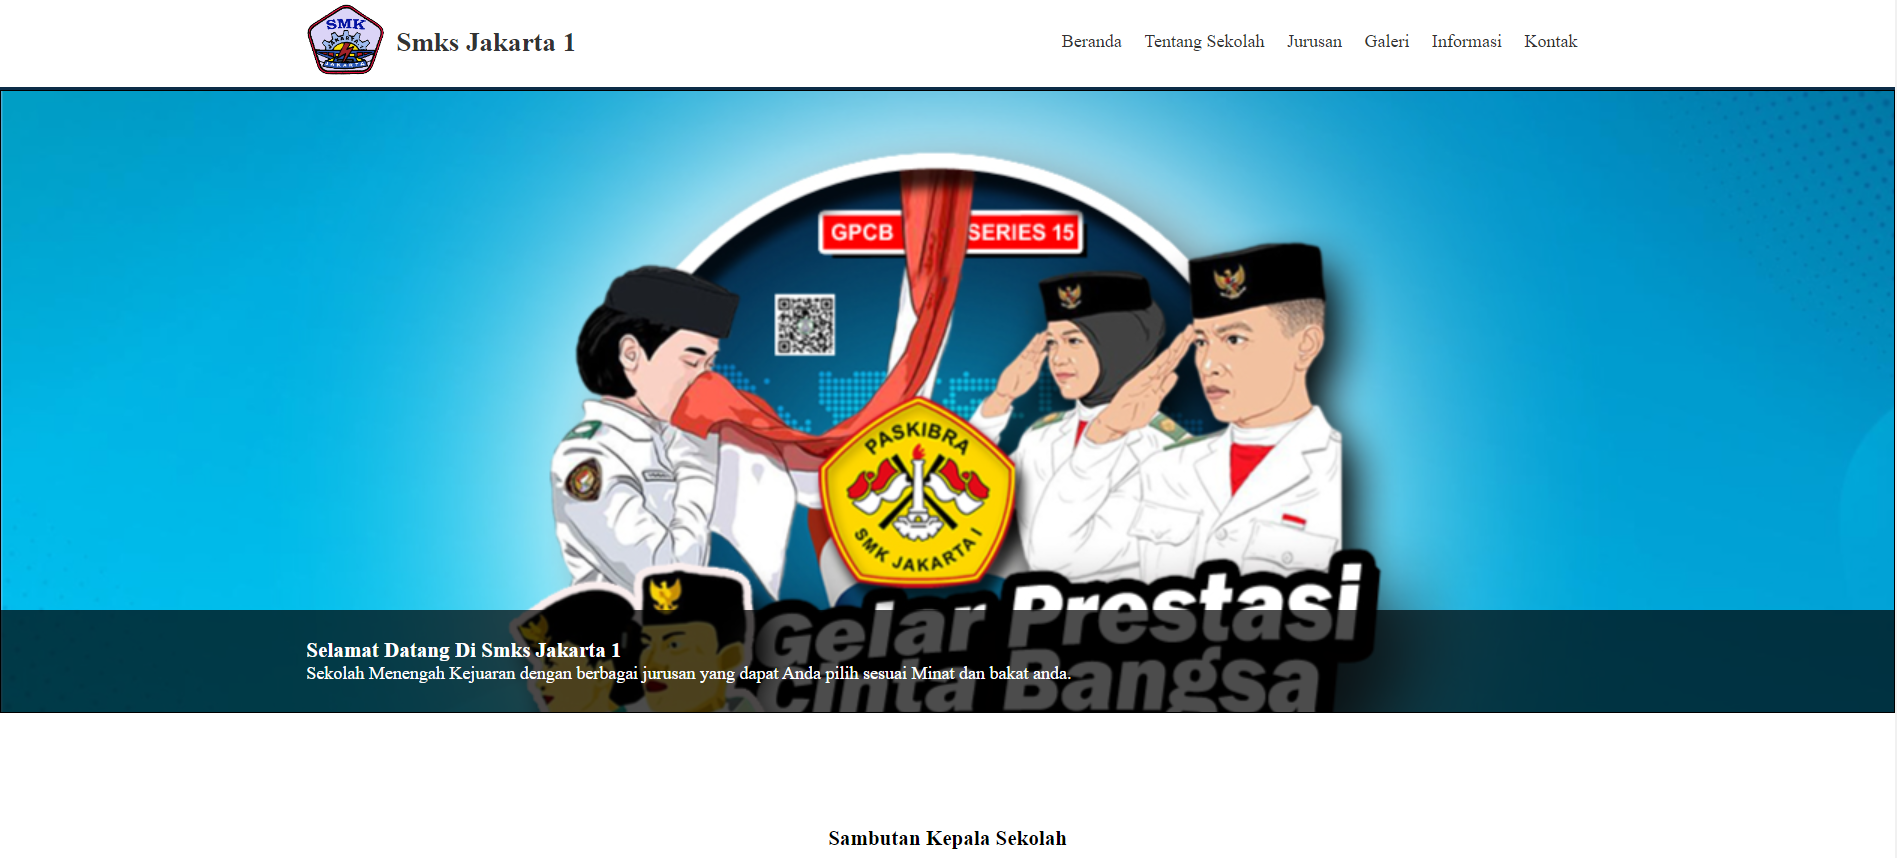 SMK
JAKARTA I
JAKARTA
Smks Jakarta 1
Beranda Tentang Sekolah Jurusan Galeri Informasi Kontak
GPCB SERIES 15
PASKIBRA
SMK JAKARTA I
Gelar Prestasi
Cinta Bangsa
Selamat Datang Di Smks Jakarta 1
Sekolah Menengah Kejuaran dengan berbagai jurusan yang dapat Anda pilih sesuai Minat dan bakat anda.
Sambutan Kepala Sekolah